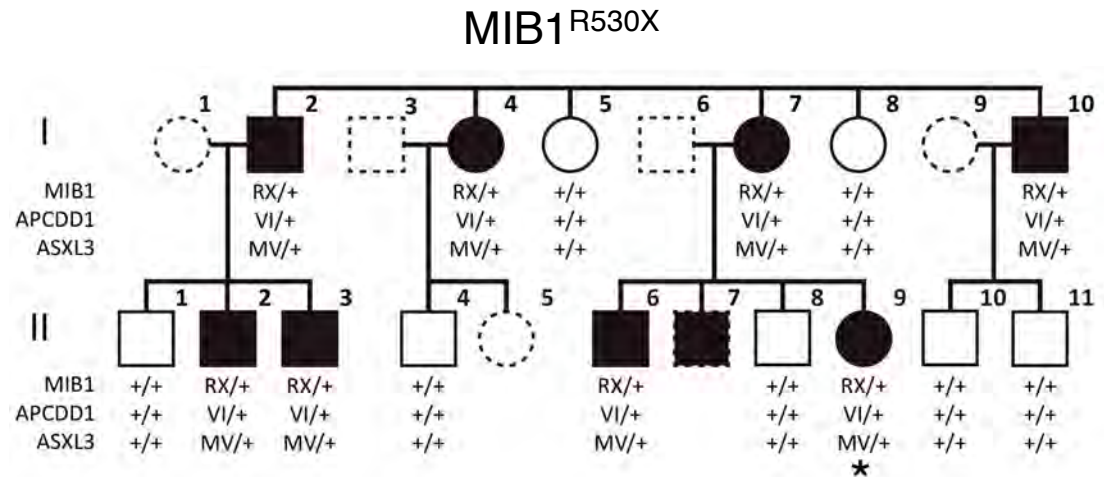 MIB1R530X
1 2 3 4 5 6 7 8 9 10
I
MIB1 RX/+ RX/+ +/+ RX/+ +/+ RX/+
APCDD1 VI/+ VI/+ +/+ VI/+ +/+ VI/+
ASXL3 MV/+ MV/+ +/+ MV/+ +/+ MV/+
1 2 3 4 5 6 7 8 9 10 11
II
MIB1 +/+ RX/+ RX/+ +/+ RX/+ +/+ RX/+ +/+ +/+
APCDD1 +/+ VI/+ VI/+ +/+ VI/+ +/+ VI/+ +/+ +/+
ASXL3 +/+ MV/+ MV/+ +/+ MV/+ +/+ MV/+ +/+ +/+
*